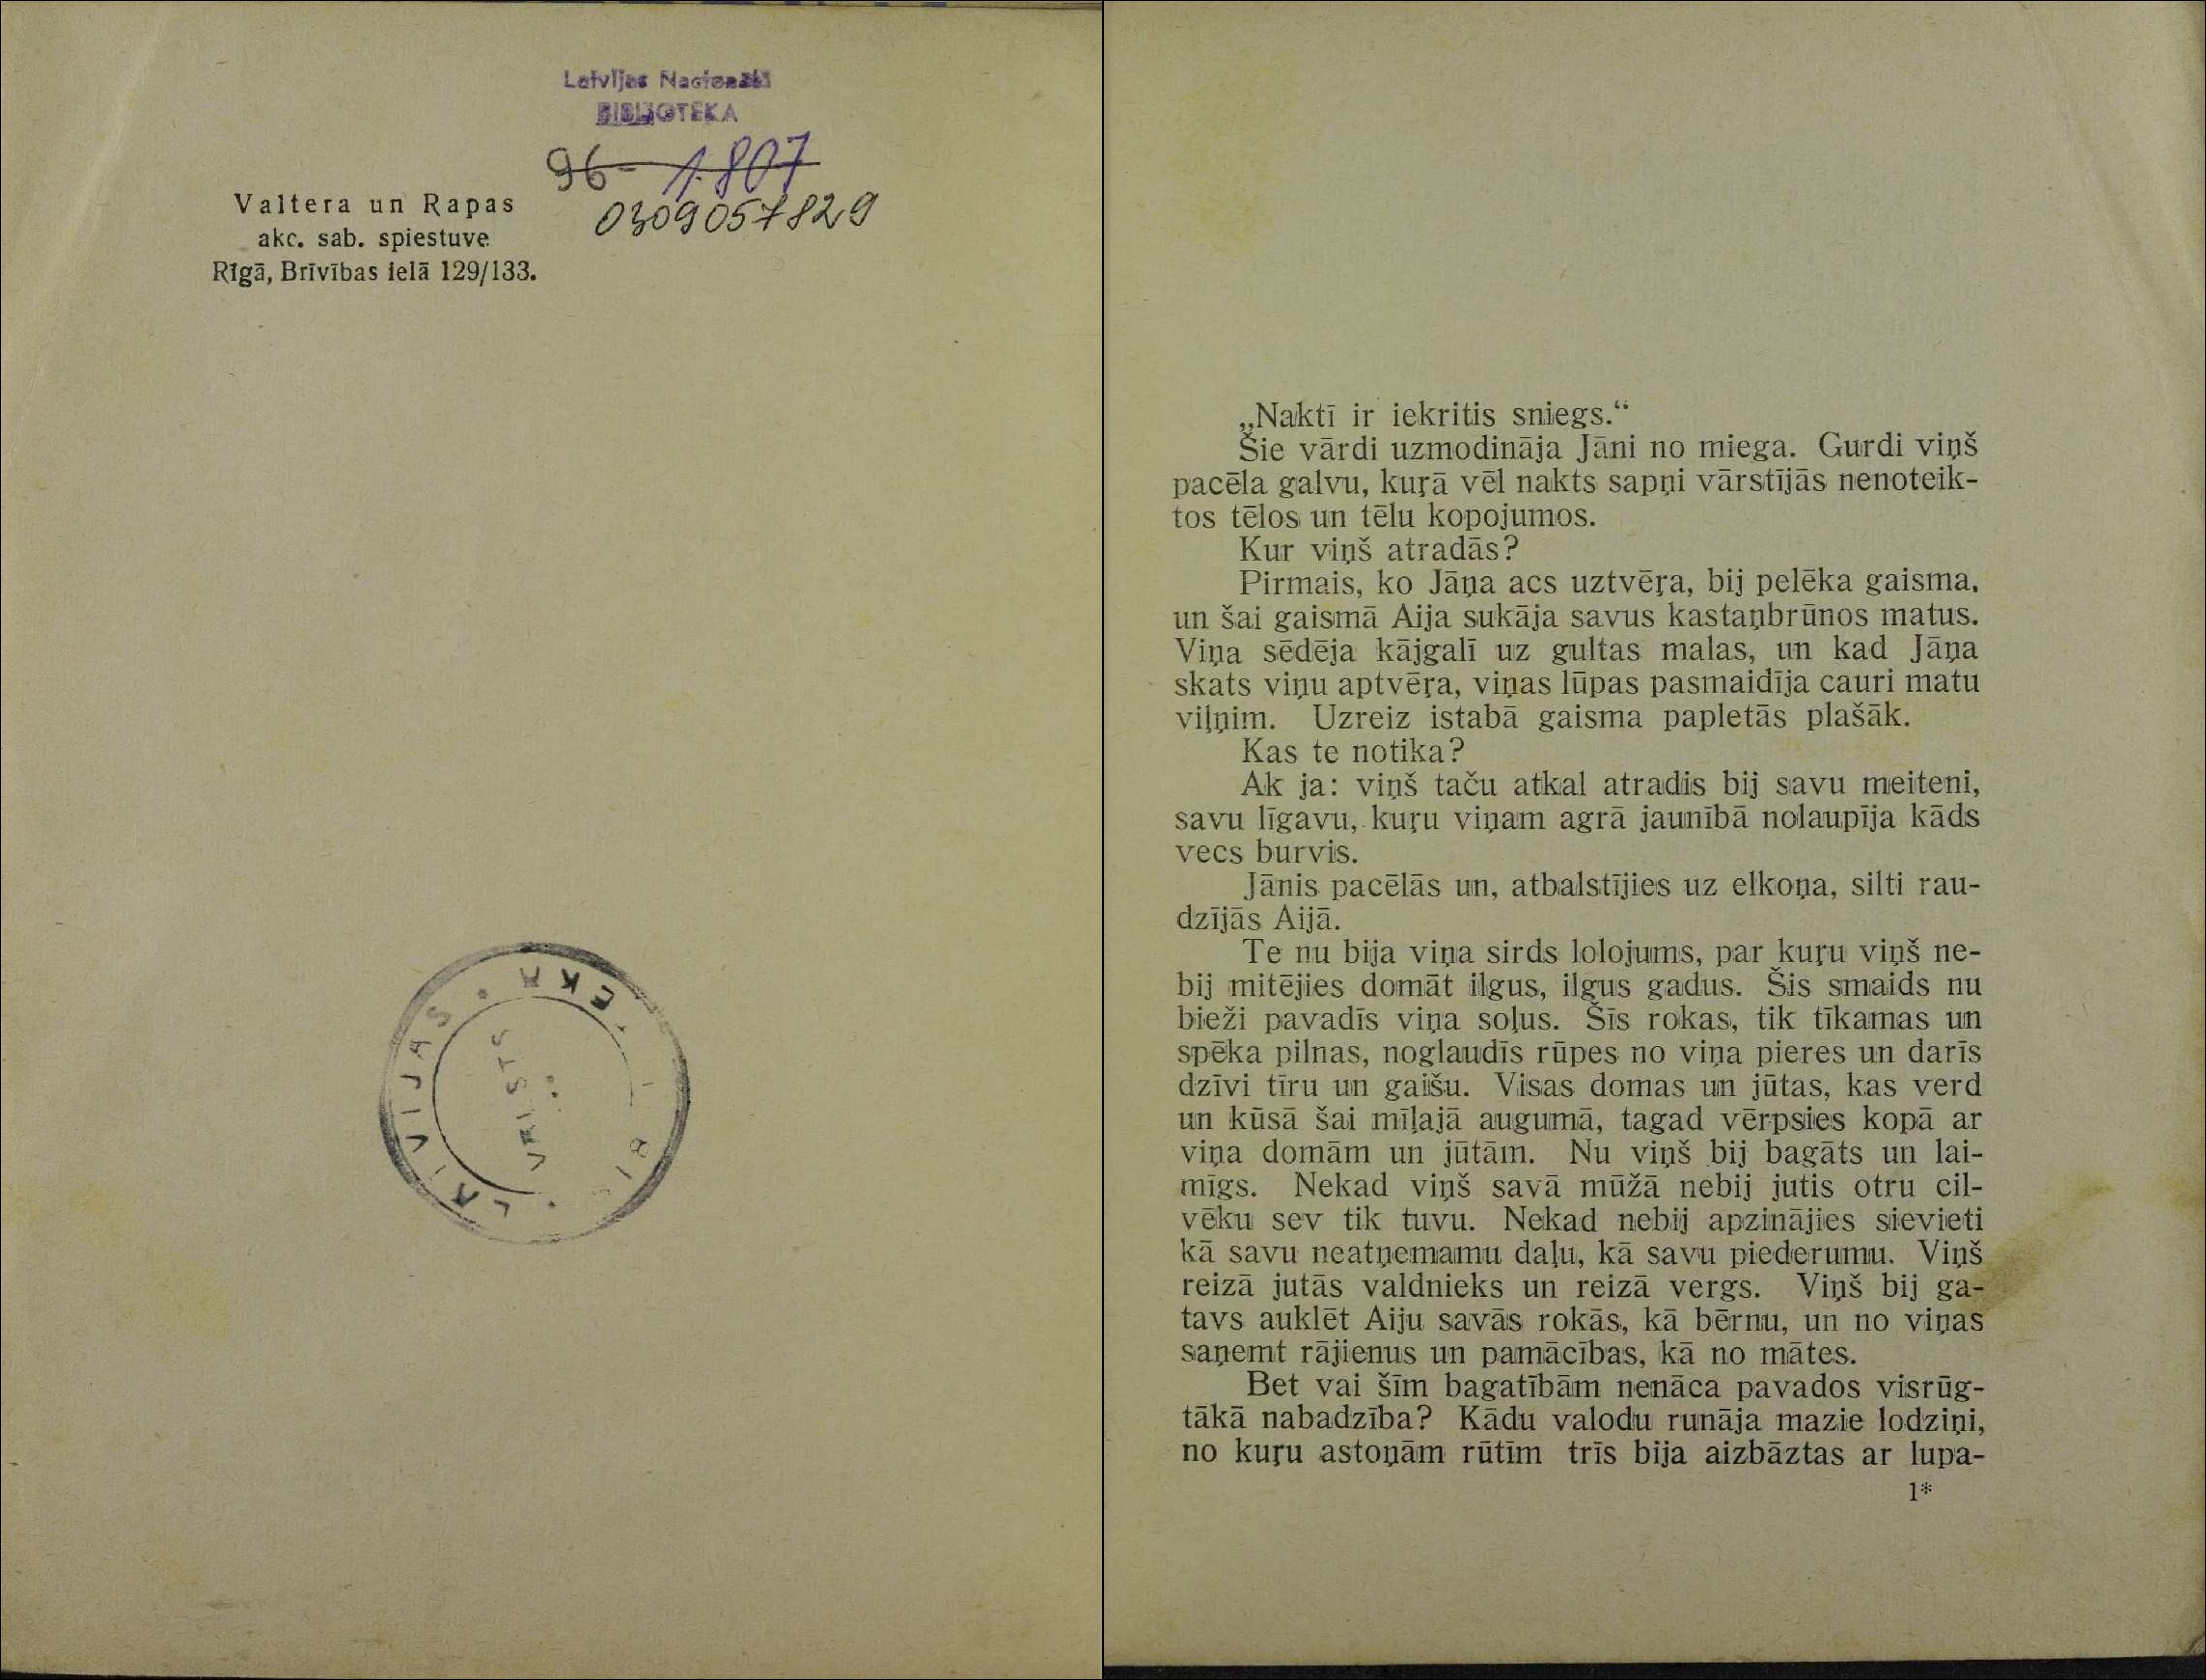 Latvijas Nacionālā
BIBLIOTĒKA
96- 1.807
0309057829
Valtera un Rapas
akc. sab. spiestuve
Rīgā, Brīvības ielā 129/133.
LATVIJAS
VALSTS
„Naktī ir iekritis sniegs.“
Šie vārdi uzmodināja Jāni no miega. Gurdi viņš
pacēla galvu, kuŗā vēl nakts sapņi vārstījās nenoteik-
tos tēlos un tēlu kopojumos.
Kur viņš atradās?
Pirmais, ko Jāņa acs uztvēŗa, bij pelēka gaisma,
un šai gaismā Aija sukāja savus kastaņbrūnos matus.
Viņa sēdēja kājgalī uz gultas malas, un kad Jāņa
skats viņu aptvēŗa, viņas lūpas pasmaidīja cauri matu
viļņim. Uzreiz istabā gaisma papletās plašāk.
Kas te notika?
Ak ja: viņš taču atkal atradis bij savu meiteni,
savu līgavu, kuŗu viņam agrā jaunībā nolaupīja kāds
vecs burvis.
Jānis pacēlās un, atbalstījies uz elkoņa, silti rau-
dzījās Aijā.
Te nu bija viņa sirds lolojums, par kuŗu viņš ne-
bij mitējies domāt ilgus, ilgus gadus. Šis smaids nu
bieži pavadīs viņa soļus. Šīs rokas, tik tīkamas un
spēka pilnas, noglaudīs rūpes no viņa pieres un darīs
dzīvi tīru un gaišu. Visas domas un jūtas, kas verd
un kūsā šai mīļajā augumā, tagad vērpsies kopā ar
viņa domām un jūtām. Nu viņš bij bagāts un lai-
mīgs. Nekad viņš savā mūžā nebij jutis otru cil-
vēku sev tik tuvu. Nekad nebij apzinājies sievieti
kā savu neatņemamu daļu, kā savu piederumu. Viņš
reizā jutās valdnieks un reizā vergs. Viņš bij ga-
tavs auklēt Aiju savās rokās, kā bērnu, un no viņas
saņemt rājienus un pamācības, kā no mātes.
Bet vai šīm bagatībām nenāca pavados visrūg-
tākā nabadzība? Kādu valodu runāja mazie lodziņi,
no kuŗu astoņām rūtīm trīs bija aizbāztas ar lupa-
1*